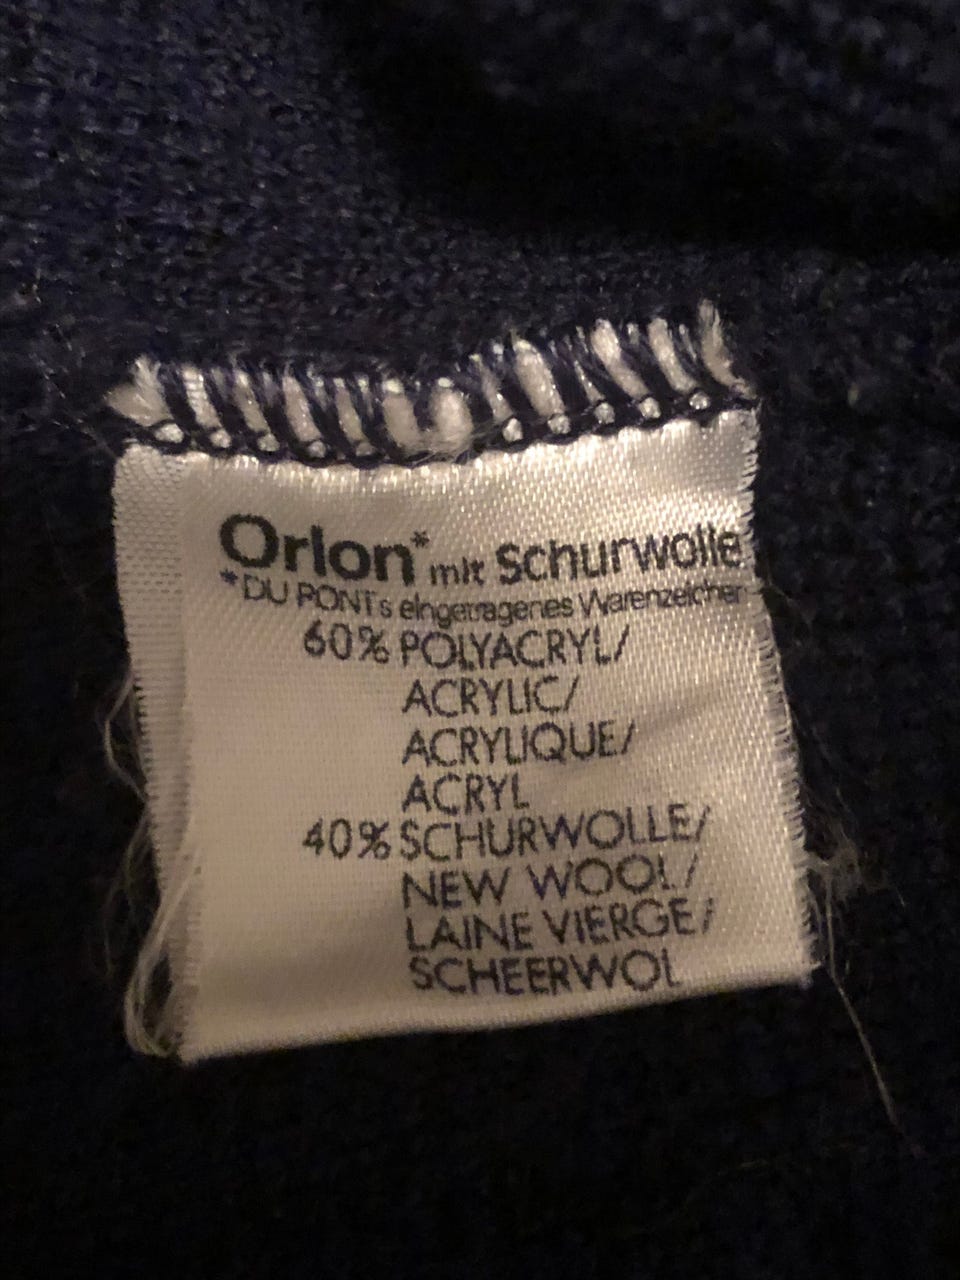 Orlon* mit Schurwolle
*DU PONTs eingetragenes Warenzeichen
60% POLYACRYL/
ACRYLIC/
ACRYLIQUE/
ACRYL
40% SCHURWOLLE/
NEW WOOL/
LAINE VIERGE/
SCHEERWOL